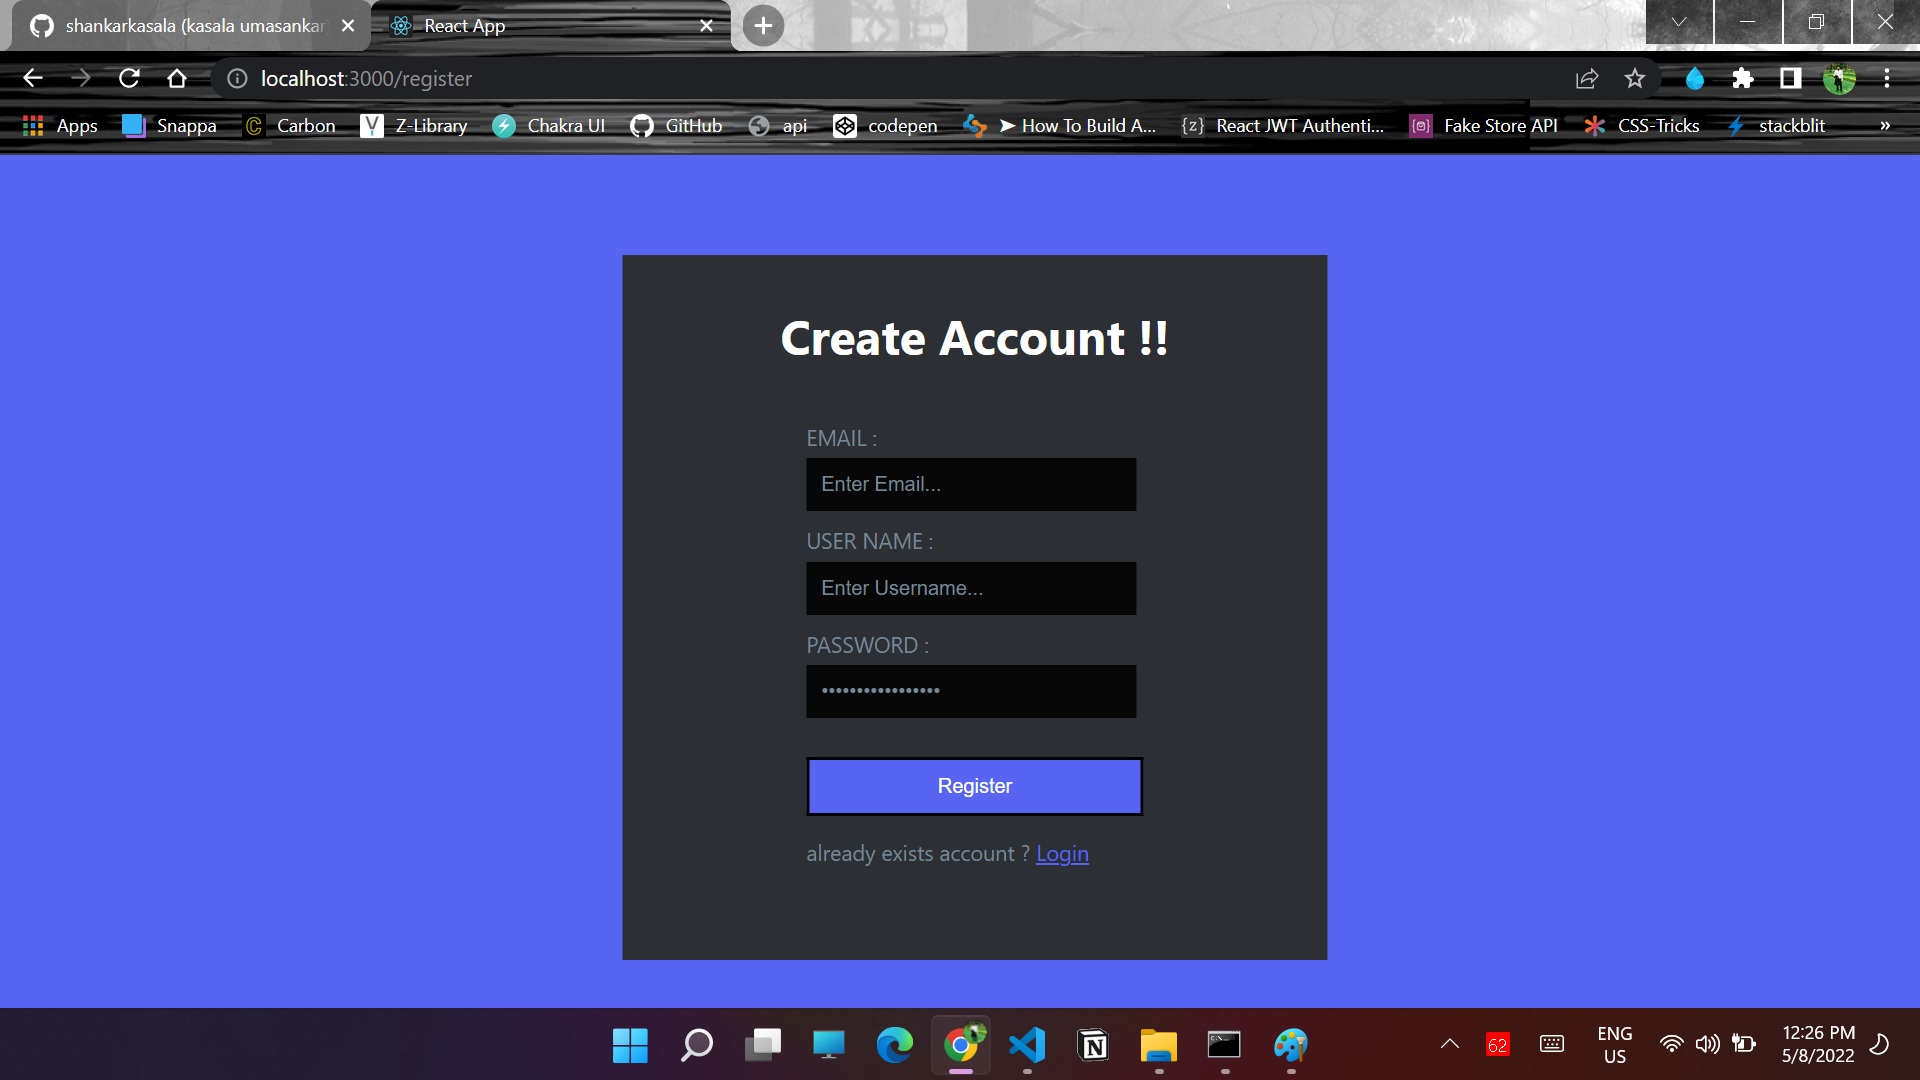 shankarkasala (kasala umasankar
React App
localhost:3000/register
Apps
Snappa
Carbon
Z-Library
Chakra UI
GitHub
api
codepen
➤ How To Build A...
React JWT Authenti...
Fake Store API
CSS-Tricks
stackblit
»
Create Account !!
EMAIL :
Enter Email...
USER NAME :
Enter Username...
PASSWORD :
•••••••••••••••••
Register
already exists account ? Login
62
ENG
US
12:26 PM
5/8/2022